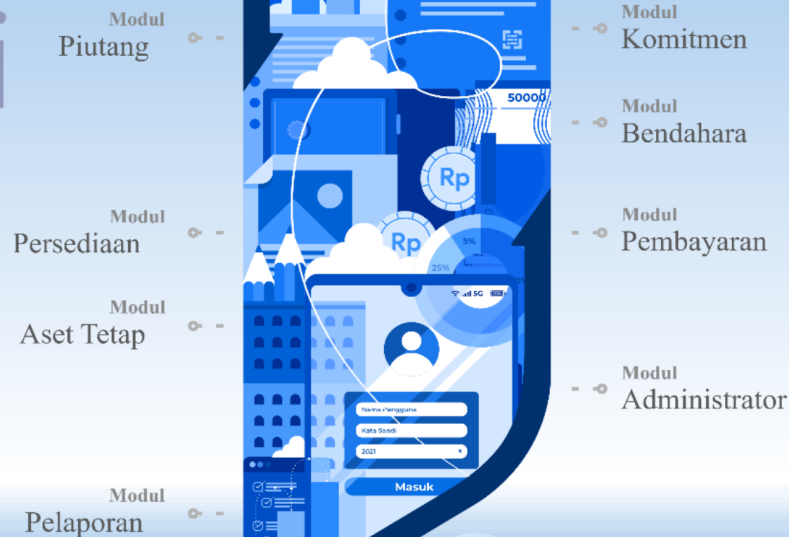 Modul
Piutang
Modul
Persediaan
Modul
Aset Tetap
Modul
Pelaporan
50000
Rp
Rp
5%
25%
5G
Nama Pengguna
Kata Sandi
2021
Masuk
Modul
Komitmen
Modul
Bendahara
Modul
Pembayaran
Modul
Administrator